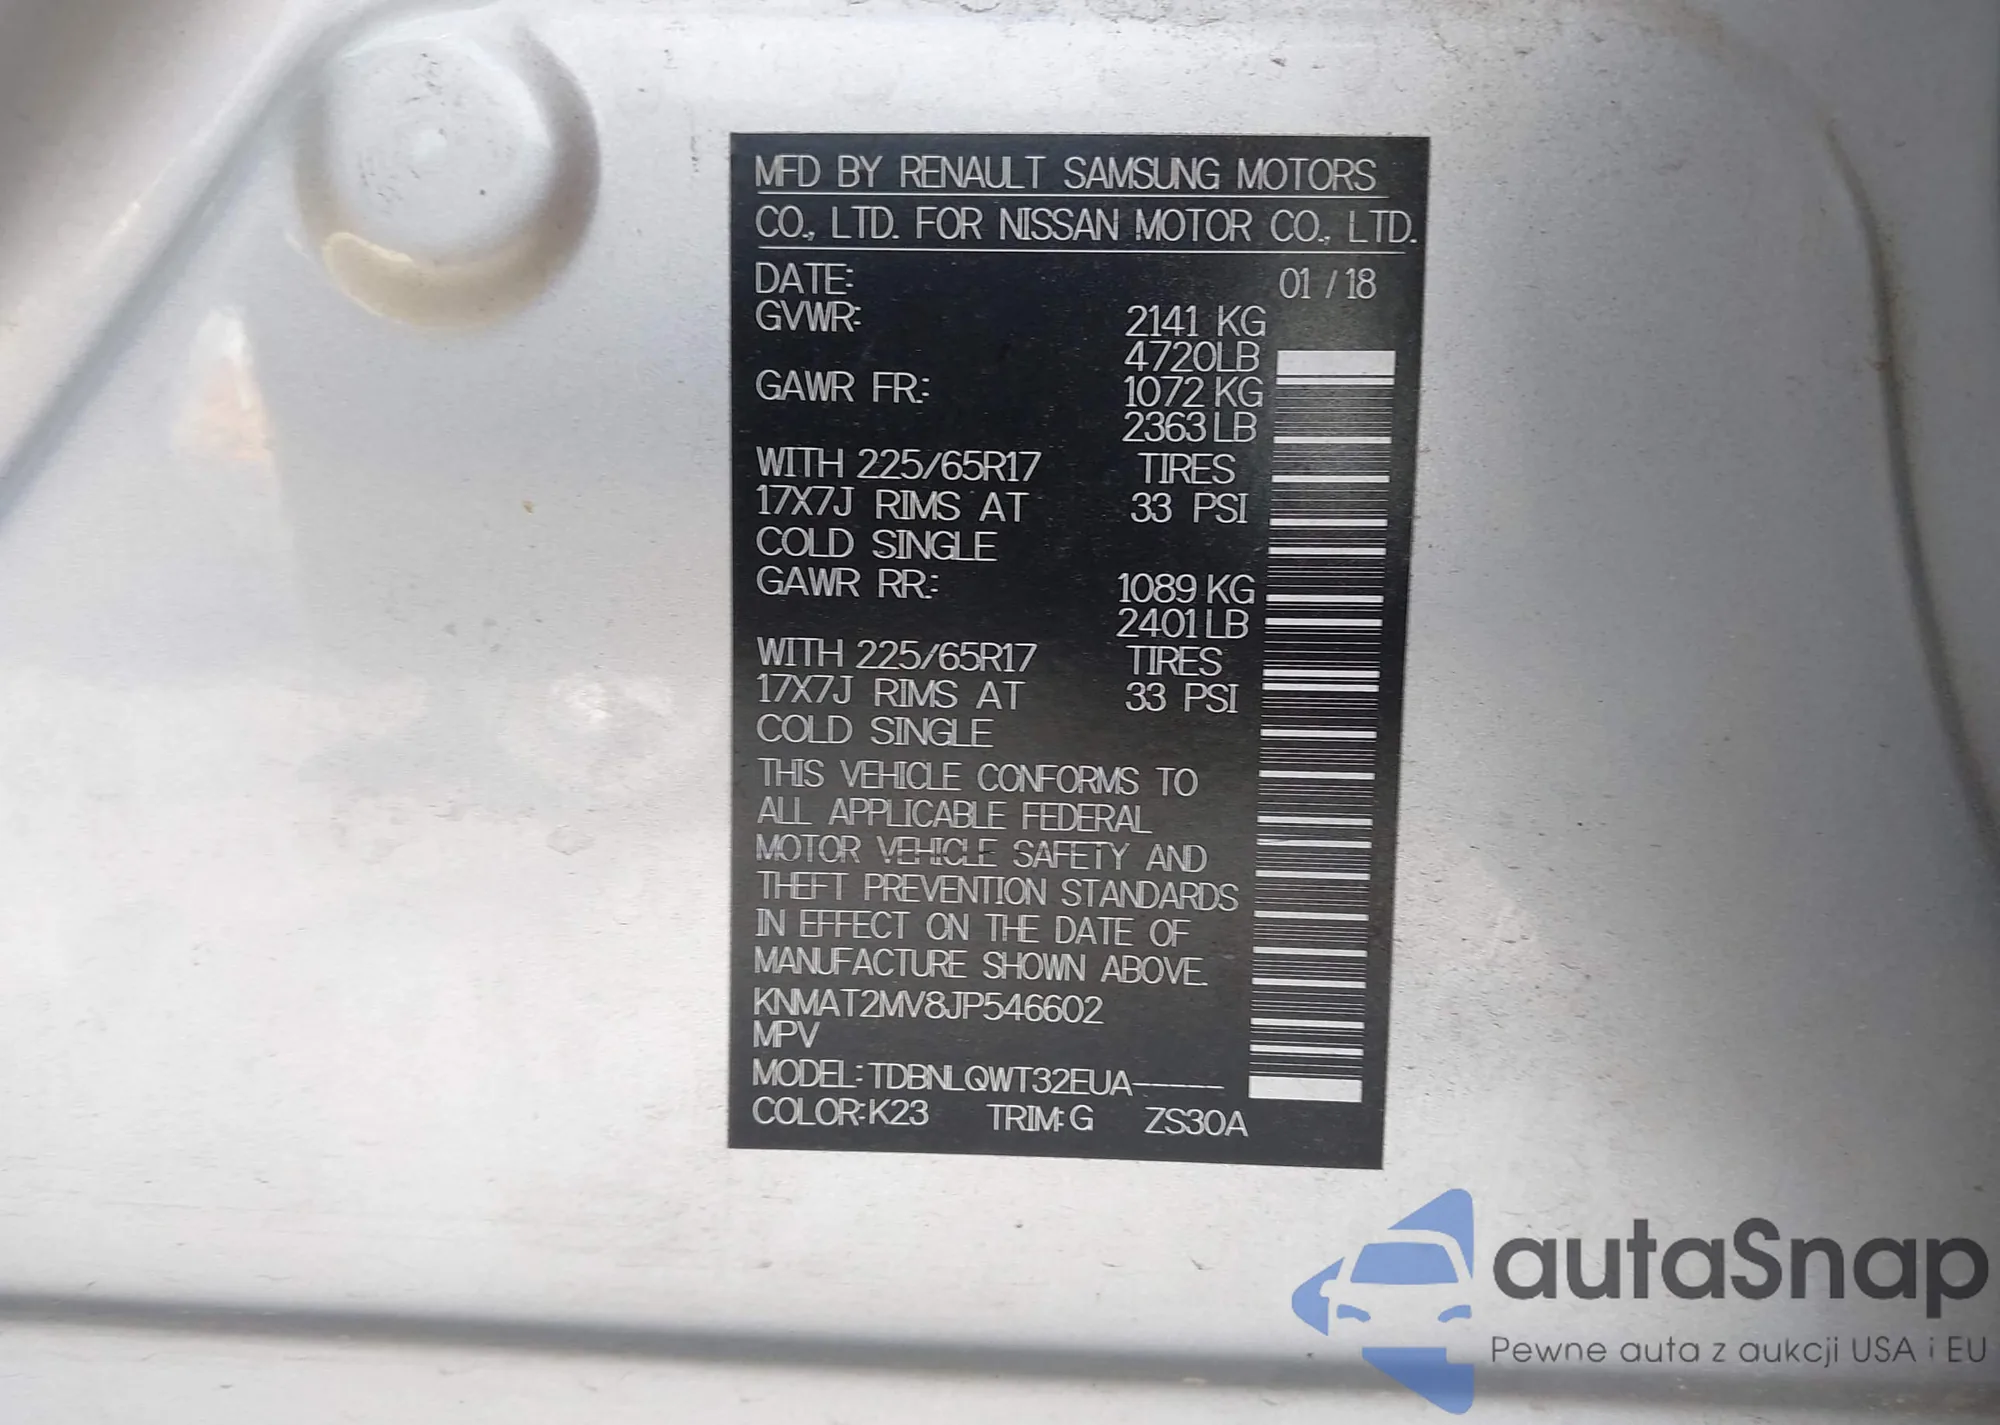 MFD BY RENAULT SAMSUNG MOTORS
CO., LTD. FOR NISSAN MOTOR CO., LTD.
DATE: 01 / 18
GVWR: 2141 KG
4720LB
GAWR FR.: 1072 KG
2363 LB
WITH 225/65R17 TIRES
17X7J RIMS AT 33 PSI
COLD SINGLE
GAWR RR.: 1089 KG
2401 LB
WITH 225/65R17 TIRES
17X7J RIMS AT 33 PSI
COLD SINGLE
THIS VEHICLE CONFORMS TO
ALL APPLICABLE FEDERAL
MOTOR VEHICLE SAFETY AND
THEFT PREVENTION STANDARDS
IN EFFECT ON THE DATE OF
MANUFACTURE SHOWN ABOVE.
KNMAT2MV8JP546602
MPV
MODEL: TDBNLQWT32EUA-----
COLOR: K23 TRIM: G ZS30A
autaSnap
Pewne auta z aukcji USA i EU